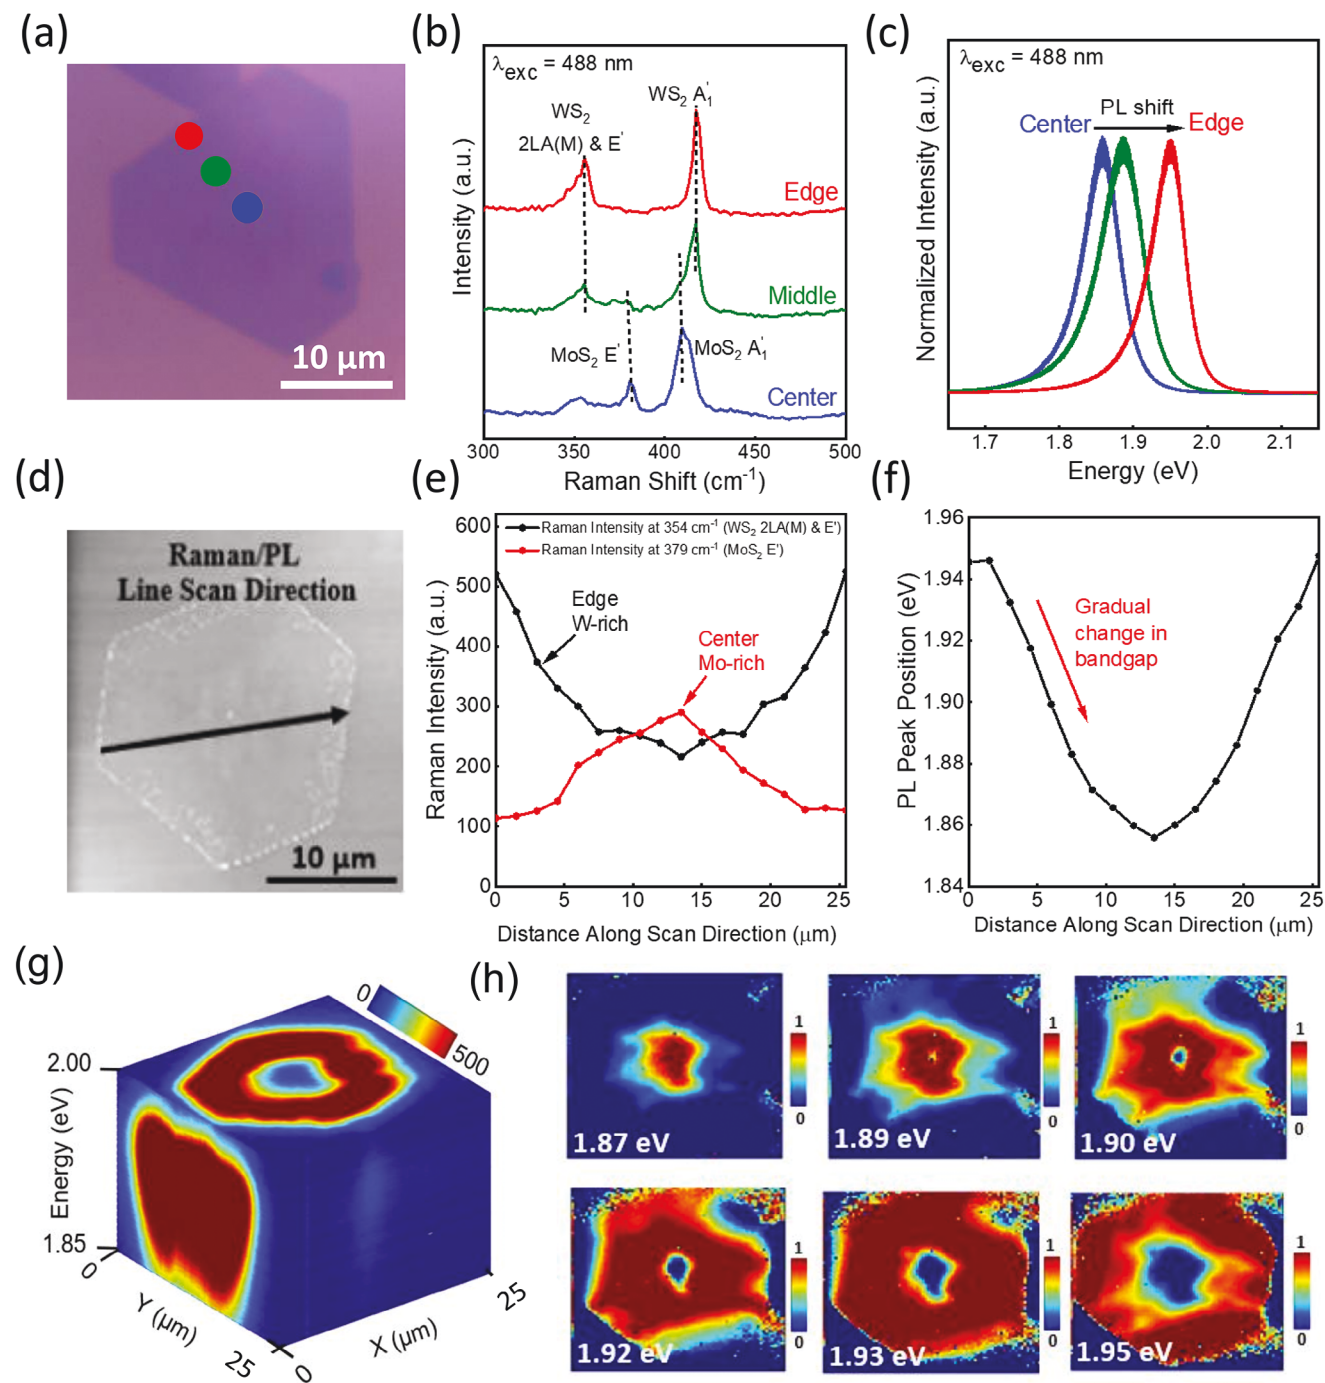 (a)
10 μm
(b)
λexc = 488 nm
WS2 A'1
WS2
2LA(M) & E'
Edge
Middle
MoS2 E'
MoS2 A'1
Center
Intensity (a.u.)
300 350 400 450 500
Raman Shift (cm-1)
(c)
λexc = 488 nm
PL shift
Center
Edge
Normalized Intensity (a.u.)
1.7 1.8 1.9 2.0 2.1
Energy (eV)
(d)
Raman/PL
Line Scan Direction
10 μm
(e)
Raman Intensity at 354 cm-1 (WS2 2LA(M) & E')
Raman Intensity at 379 cm-1 (MoS2 E')
Edge
W-rich
Center
Mo-rich
Raman Intensity (a.u.)
600
500
400
300
200
100
0
0 5 10 15 20 25
Distance Along Scan Direction (μm)
(f)
Gradual
change in
bandgap
PL Peak Position (eV)
1.96
1.94
1.92
1.90
1.88
1.86
1.84
0 5 10 15 20 25
Distance Along Scan Direction (μm)
(g)
0
500
2.00
Energy (eV)
1.85
0
Y (μm)
25
0
X (μm)
25
(h)
1.87 eV
1
0
1.89 eV
1
0
1.90 eV
1
0
1.92 eV
1
0
1.93 eV
1
0
1.95 eV
1
0